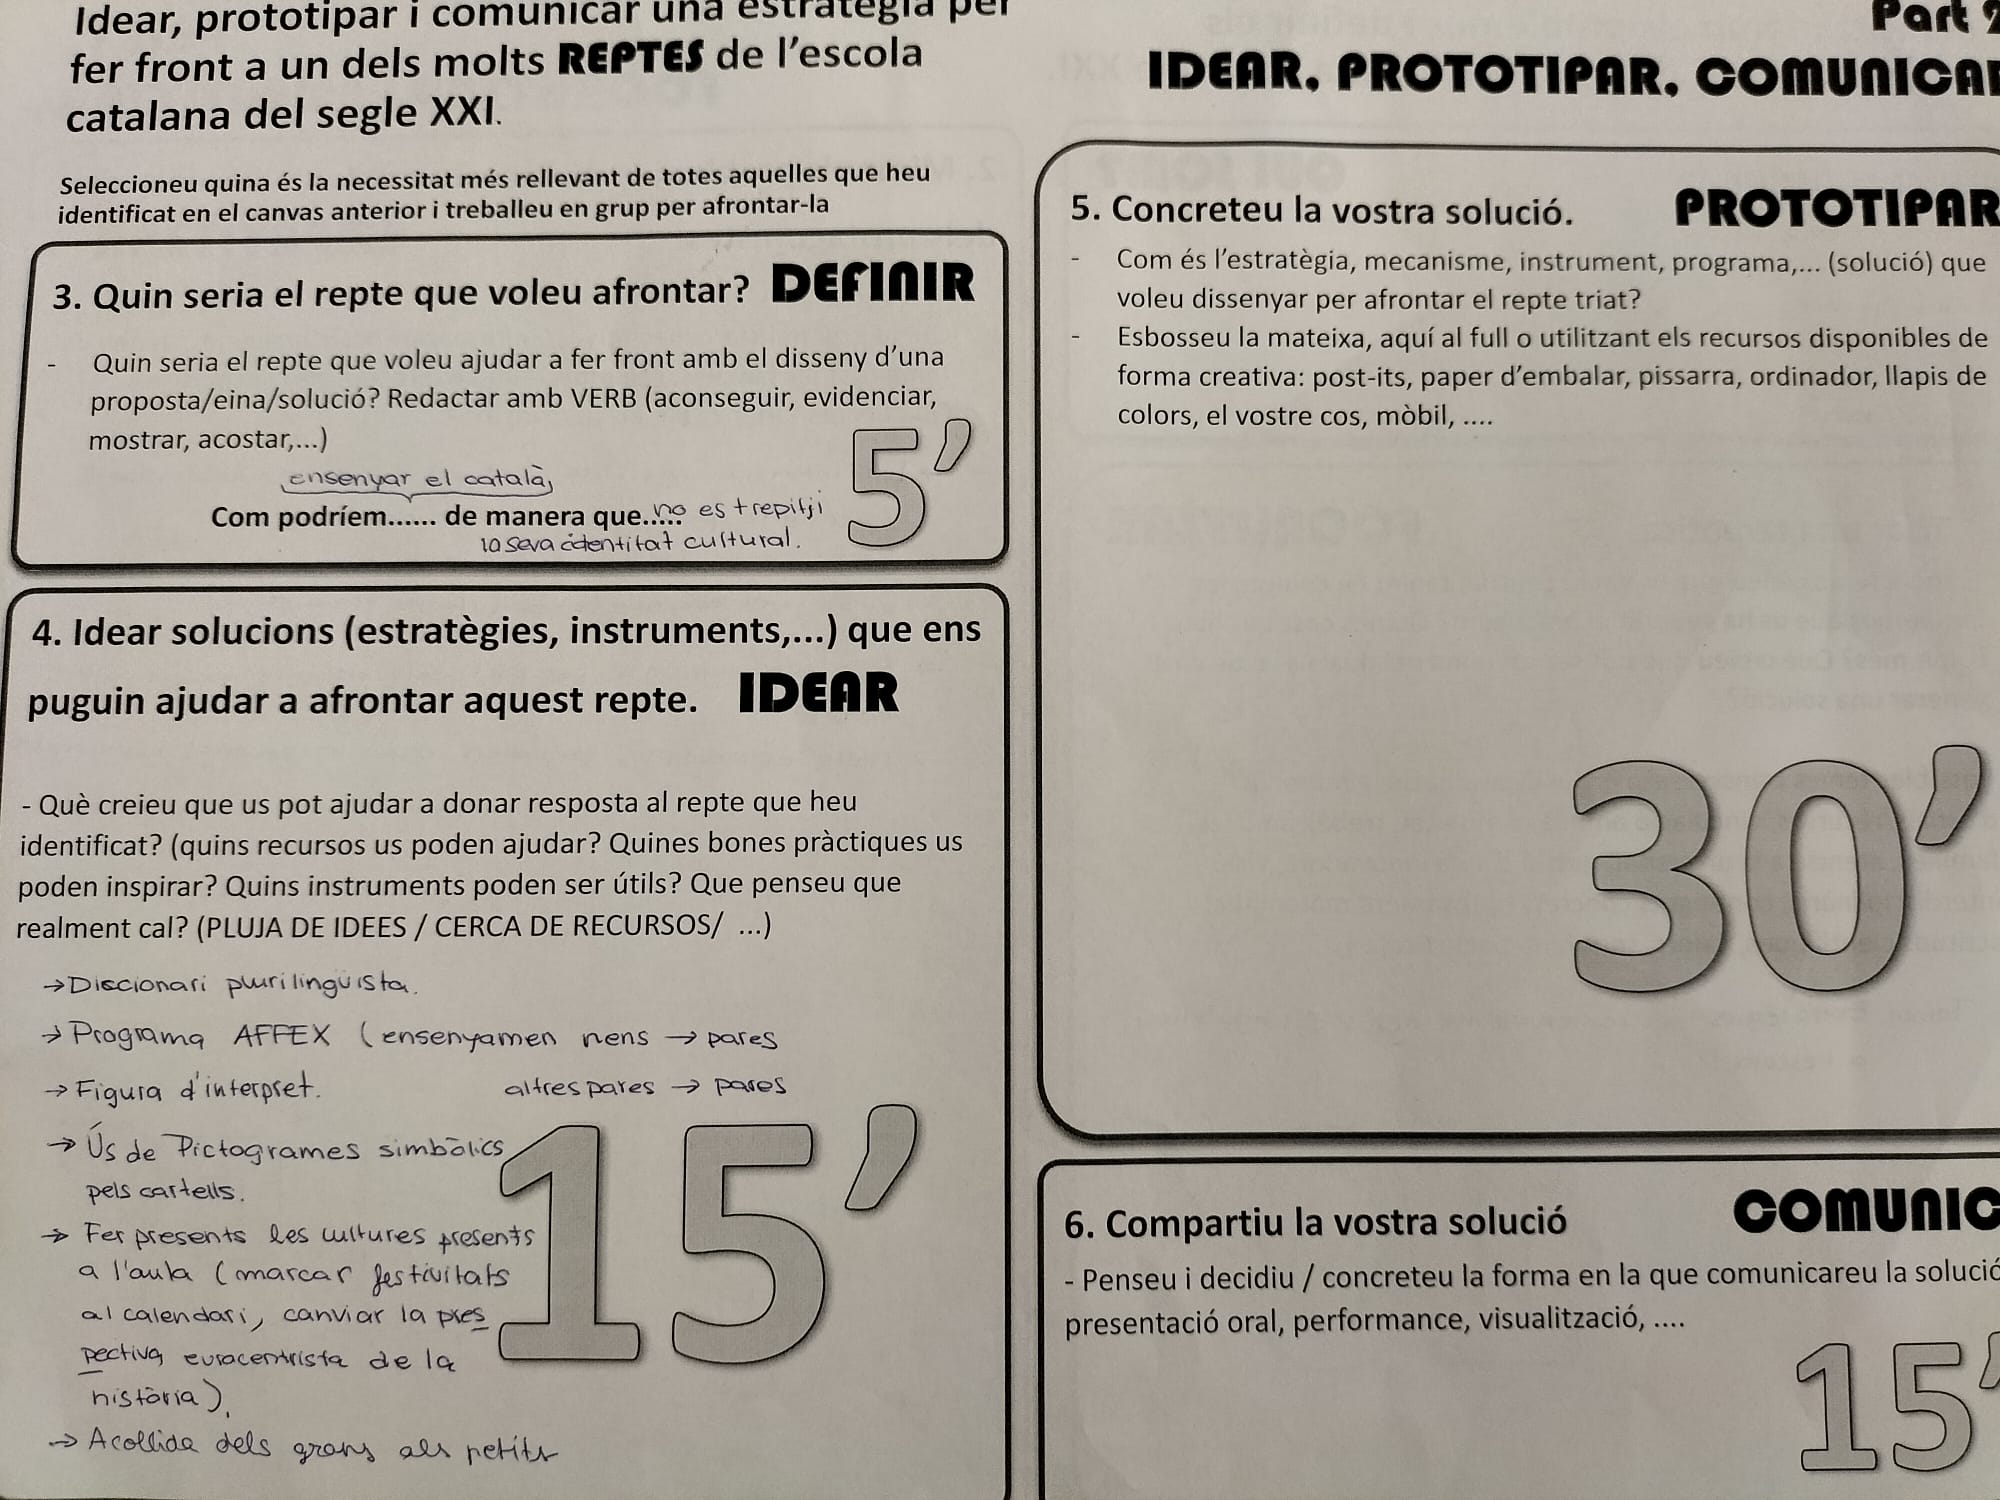 Idear, prototipar i comunicar una estratègia per
fer front a un dels molts REPTES de l'escola
catalana del segle XXI.
Seleccioneu quina és la necessitat més rellevant de totes aquelles que heu
identificat en el canvas anterior i treballeu en grup per afrontar-la
3. Quin seria el repte que voleu afrontar? DEFINIR
- Quin seria el repte que voleu ajudar a fer front amb el disseny d'una
proposta/eina/solució? Redactar amb VERB (aconseguir, evidenciar,
mostrar, acostar,...)
5'
ensenyar el català,
Com podríem...... de manera que..... no es trepitji
la seva identitat cultural.
4. Idear solucions (estratègies, instruments,...) que ens
puguin ajudar a afrontar aquest repte. IDEAR
- Què creieu que us pot ajudar a donar resposta al repte que heu
identificat? (quins recursos us poden ajudar? Quines bones pràctiques us
poden inspirar? Quins instruments poden ser útils? Que penseu que
realment cal? (PLUJA DE IDEES / CERCA DE RECURSOS/ ...)
→ Diccionari plurilingüista.
→ Programa AFFEX (ensenyamen nens → pares
→ Figura d'interpret. altres pares → pares
→ Ús de Pictogrames simbòlics
pels cartells.
→ Fer presents les cultures presents
a l'aula (marcar festivitats
al calendari, canviar la pres
pectiva eurocentrista de la
història).
→ Acollida dels grans als petits
15'
Part 2
IDEAR, PROTOTIPAR, COMUNICAR
5. Concreteu la vostra solució. PROTOTIPAR
- Com és l'estratègia, mecanisme, instrument, programa,... (solució) que
voleu dissenyar per afrontar el repte triat?
- Esbosseu la mateixa, aquí al full o utilitzant els recursos disponibles de
forma creativa: post-its, paper d'embalar, pissarra, ordinador, llapis de
colors, el vostre cos, mòbil, ....
30'
6. Compartiu la vostra solució COMUNIC
- Penseu i decidiu / concreteu la forma en la que comunicareu la solució
presentació oral, performance, visualització, ....
15'